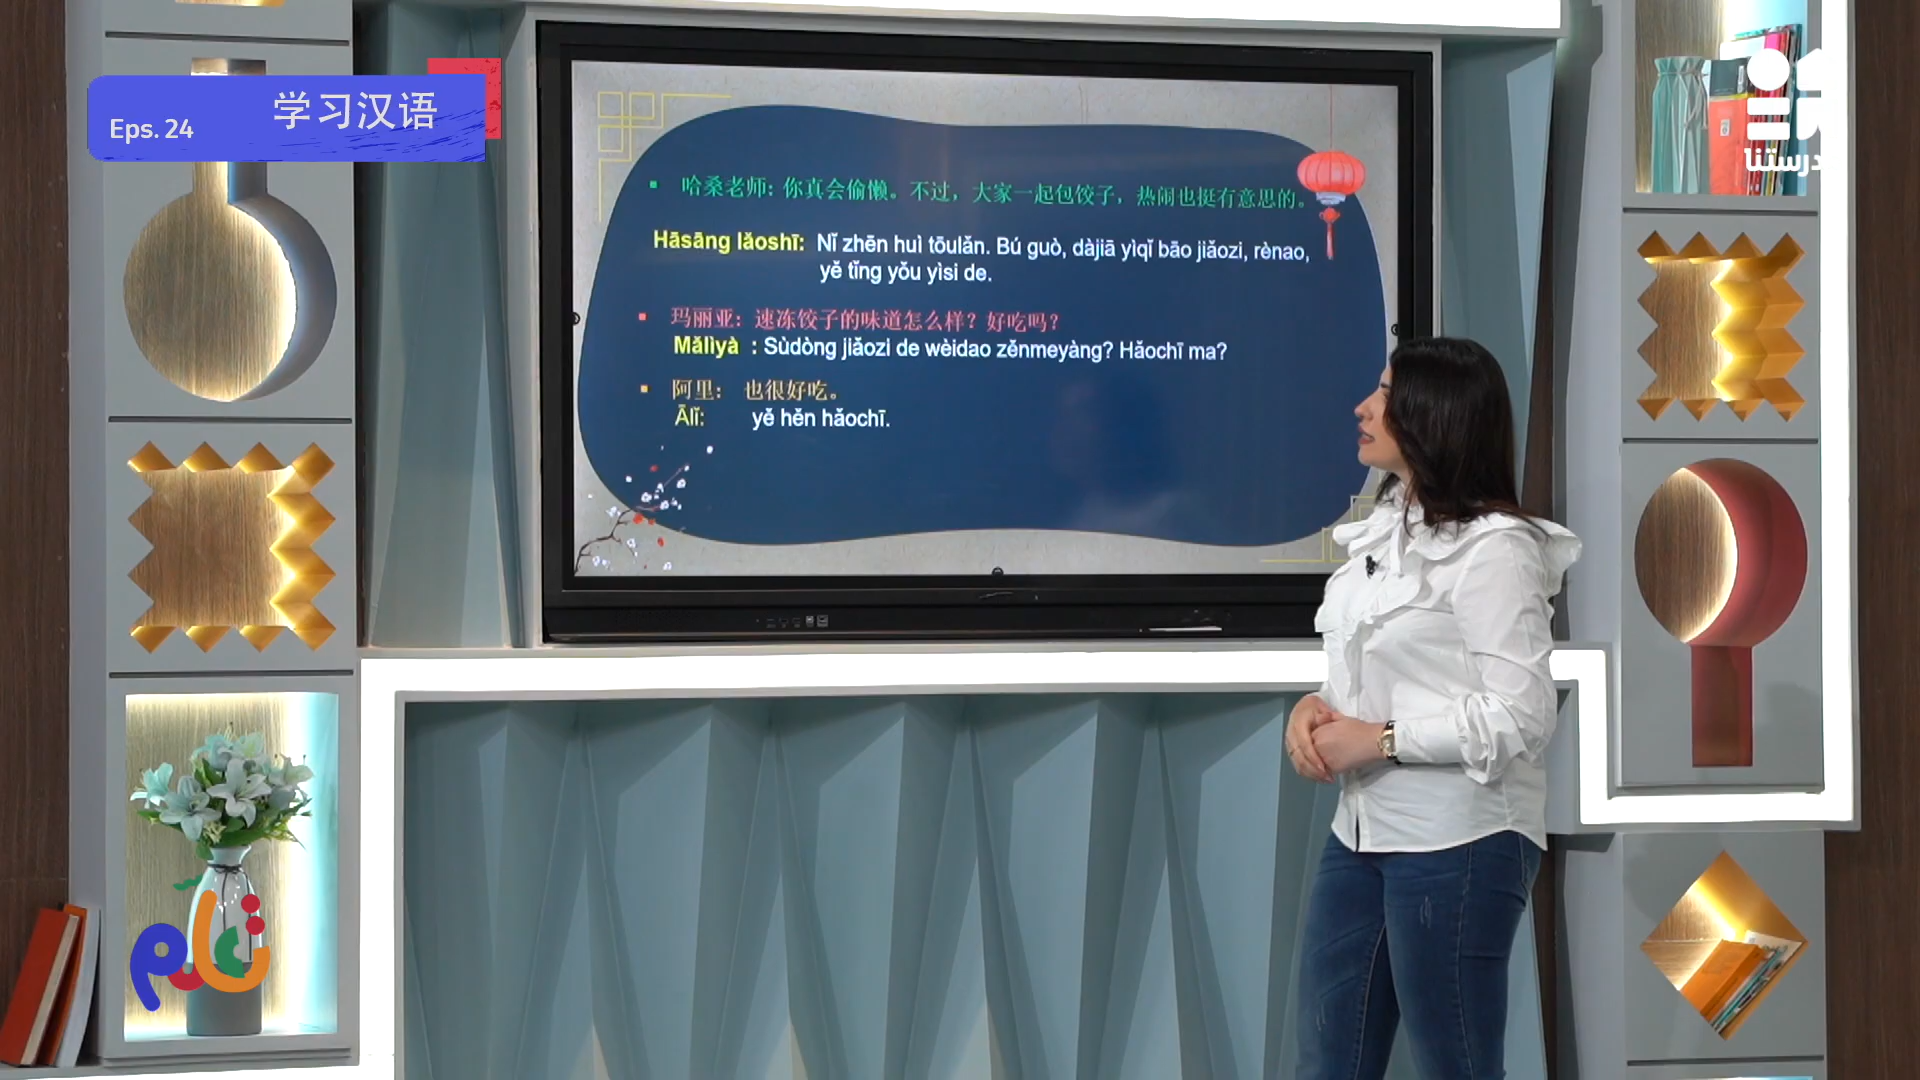 学习汉语
Eps. 24
درستنا
哈桑老师: 你真会偷懒。不过，大家一起包饺子，热闹也挺有意思的。
Hāsāng lǎoshī: Nǐ zhēn huì tōulǎn. Bú guò, dàjiā yìqǐ bāo jiǎozi, rènao,
yě tǐng yǒu yìsi de.
玛丽亚: 速冻饺子的味道怎么样? 好吃吗?
Mǎlìyà : Sùdòng jiǎozi de wèidao zěnmeyàng? Hǎochī ma?
阿里: 也很好吃。
Ālǐ: yě hěn hǎochī.